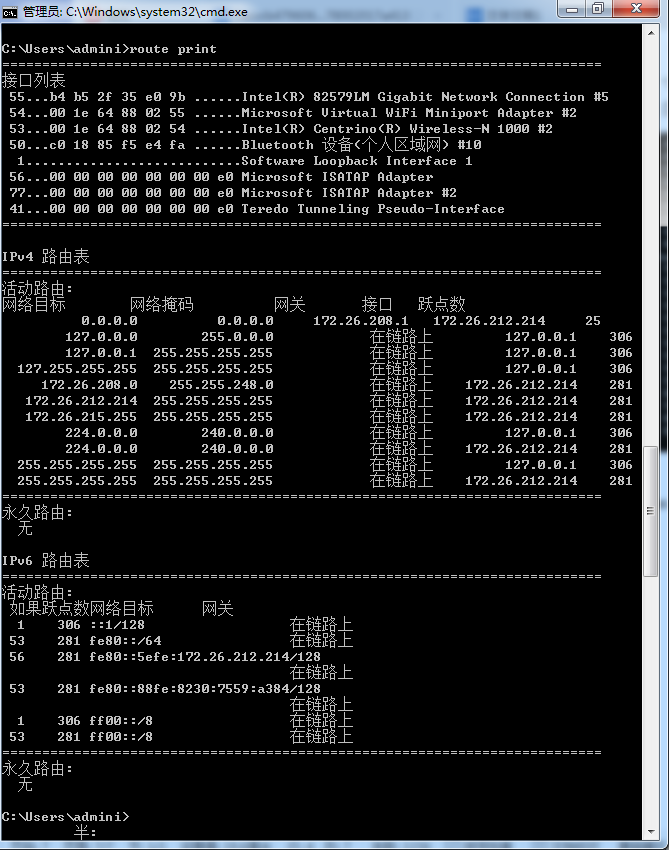 管理员: C:\Windows\system32\cmd.exe
C:\Users\admini>route print
===========================================================================
接口列表
55...b4 b5 2f 35 e0 9b ......Intel(R) 82579LM Gigabit Network Connection #5
54...00 1e 64 88 02 55 ......Microsoft Virtual WiFi Miniport Adapter #2
53...00 1e 64 88 02 54 ......Intel(R) Centrino(R) Wireless-N 1000 #2
50...c0 18 85 f5 e4 fa ......Bluetooth 设备(个人区域网) #10
1...........................Software Loopback Interface 1
56...00 00 00 00 00 00 00 e0 Microsoft ISATAP Adapter
77...00 00 00 00 00 00 00 e0 Microsoft ISATAP Adapter #2
41...00 00 00 00 00 00 00 e0 Teredo Tunneling Pseudo-Interface
===========================================================================
IPv4 路由表
===========================================================================
活动路由:
网络目标 网络掩码 网关 接口 跃点数
0.0.0.0 0.0.0.0 172.26.208.1 172.26.212.214 25
127.0.0.0 255.0.0.0 在链路上 127.0.0.1 306
127.0.0.1 255.255.255.255 在链路上 127.0.0.1 306
127.255.255.255 255.255.255.255 在链路上 127.0.0.1 306
172.26.208.0 255.255.248.0 在链路上 172.26.212.214 281
172.26.212.214 255.255.255.255 在链路上 172.26.212.214 281
172.26.215.255 255.255.255.255 在链路上 172.26.212.214 281
224.0.0.0 240.0.0.0 在链路上 127.0.0.1 306
224.0.0.0 240.0.0.0 在链路上 172.26.212.214 281
255.255.255.255 255.255.255.255 在链路上 127.0.0.1 306
255.255.255.255 255.255.255.255 在链路上 172.26.212.214 281
===========================================================================
永久路由:
无
IPv6 路由表
===========================================================================
活动路由:
如果跃点数网络目标 网关
1 306 ::1/128 在链路上
53 281 fe80::/64 在链路上
56 281 fe80::5efe:172.26.212.214/128
在链路上
53 281 fe80::88fe:8230:7559:a384/128
在链路上
1 306 ff00::/8 在链路上
53 281 ff00::/8 在链路上
===========================================================================
永久路由:
无
C:\Users\admini>
半: